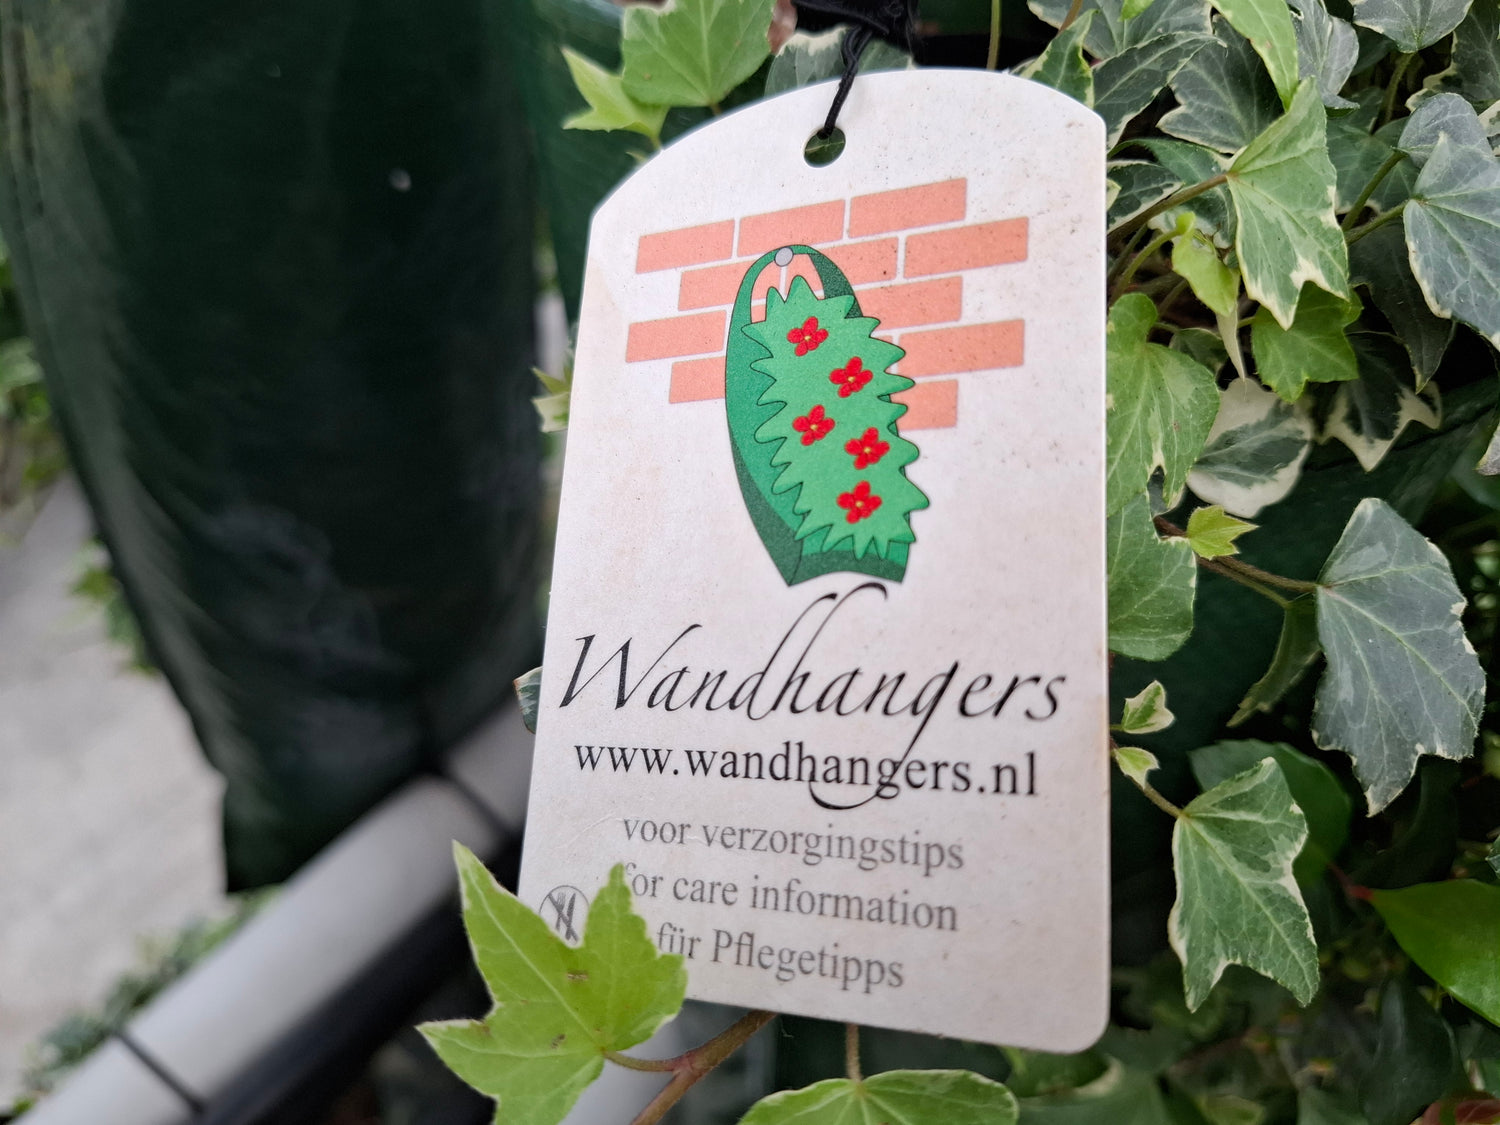 Wandhangers
www.wandhangers.nl
voor verzorgingstips
for care information
für Pflegetipps